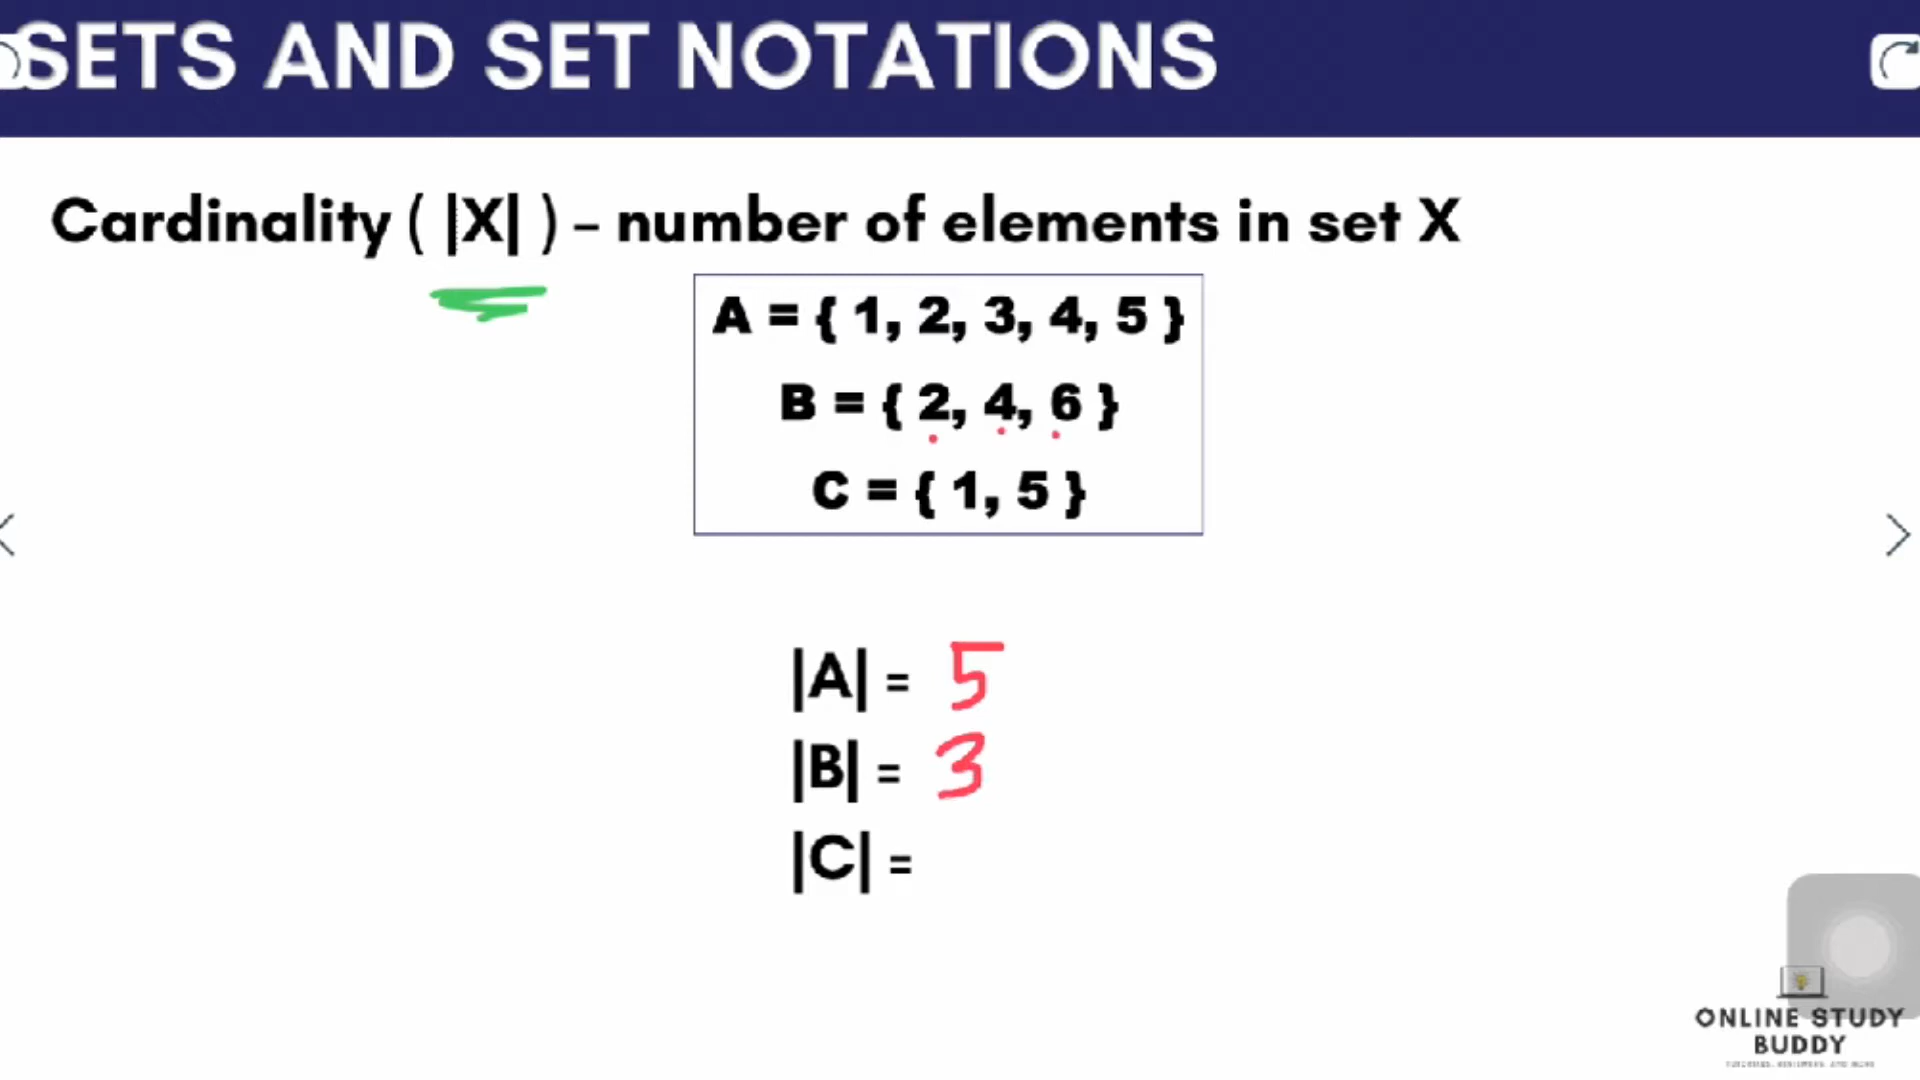 SETS AND SET NOTATIONS
Cardinality ( |X| ) – number of elements in set X
A = { 1, 2, 3, 4, 5 }
B = { 2, 4, 6 }
C = { 1, 5 }
|A| = 5
|B| = 3
|C| =
ONLINE STUDY
BUDDY